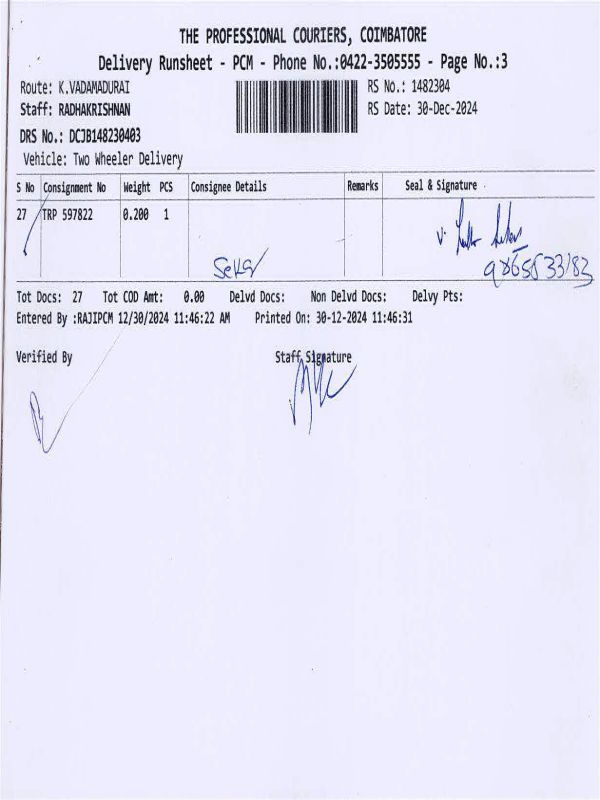 THE PROFESSIONAL COURIERS, COIMBATORE
Delivery Runsheet - PCM - Phone No.:0422-3505555 - Page No.:3
Route: K.VADAMADURAI RS No.: 1482304
Staff: RADHAKRISHNAN RS Date: 30-Dec-2024
DRS No.: DCJB148230403
Vehicle: Two Wheeler Delivery
S No Consignment No Weight PCS Consignee Details Remarks Seal & Signature
27 TRP 597822 0.200 1
Sekar
Tot Docs: 27 Tot COD Amt: 0.00 Delvd Docs: Non Delvd Docs: Delvy Pts:
Entered By :RAJIPCM 12/30/2024 11:46:22 AM Printed On: 30-12-2024 11:46:31
Verified By Staff Signature